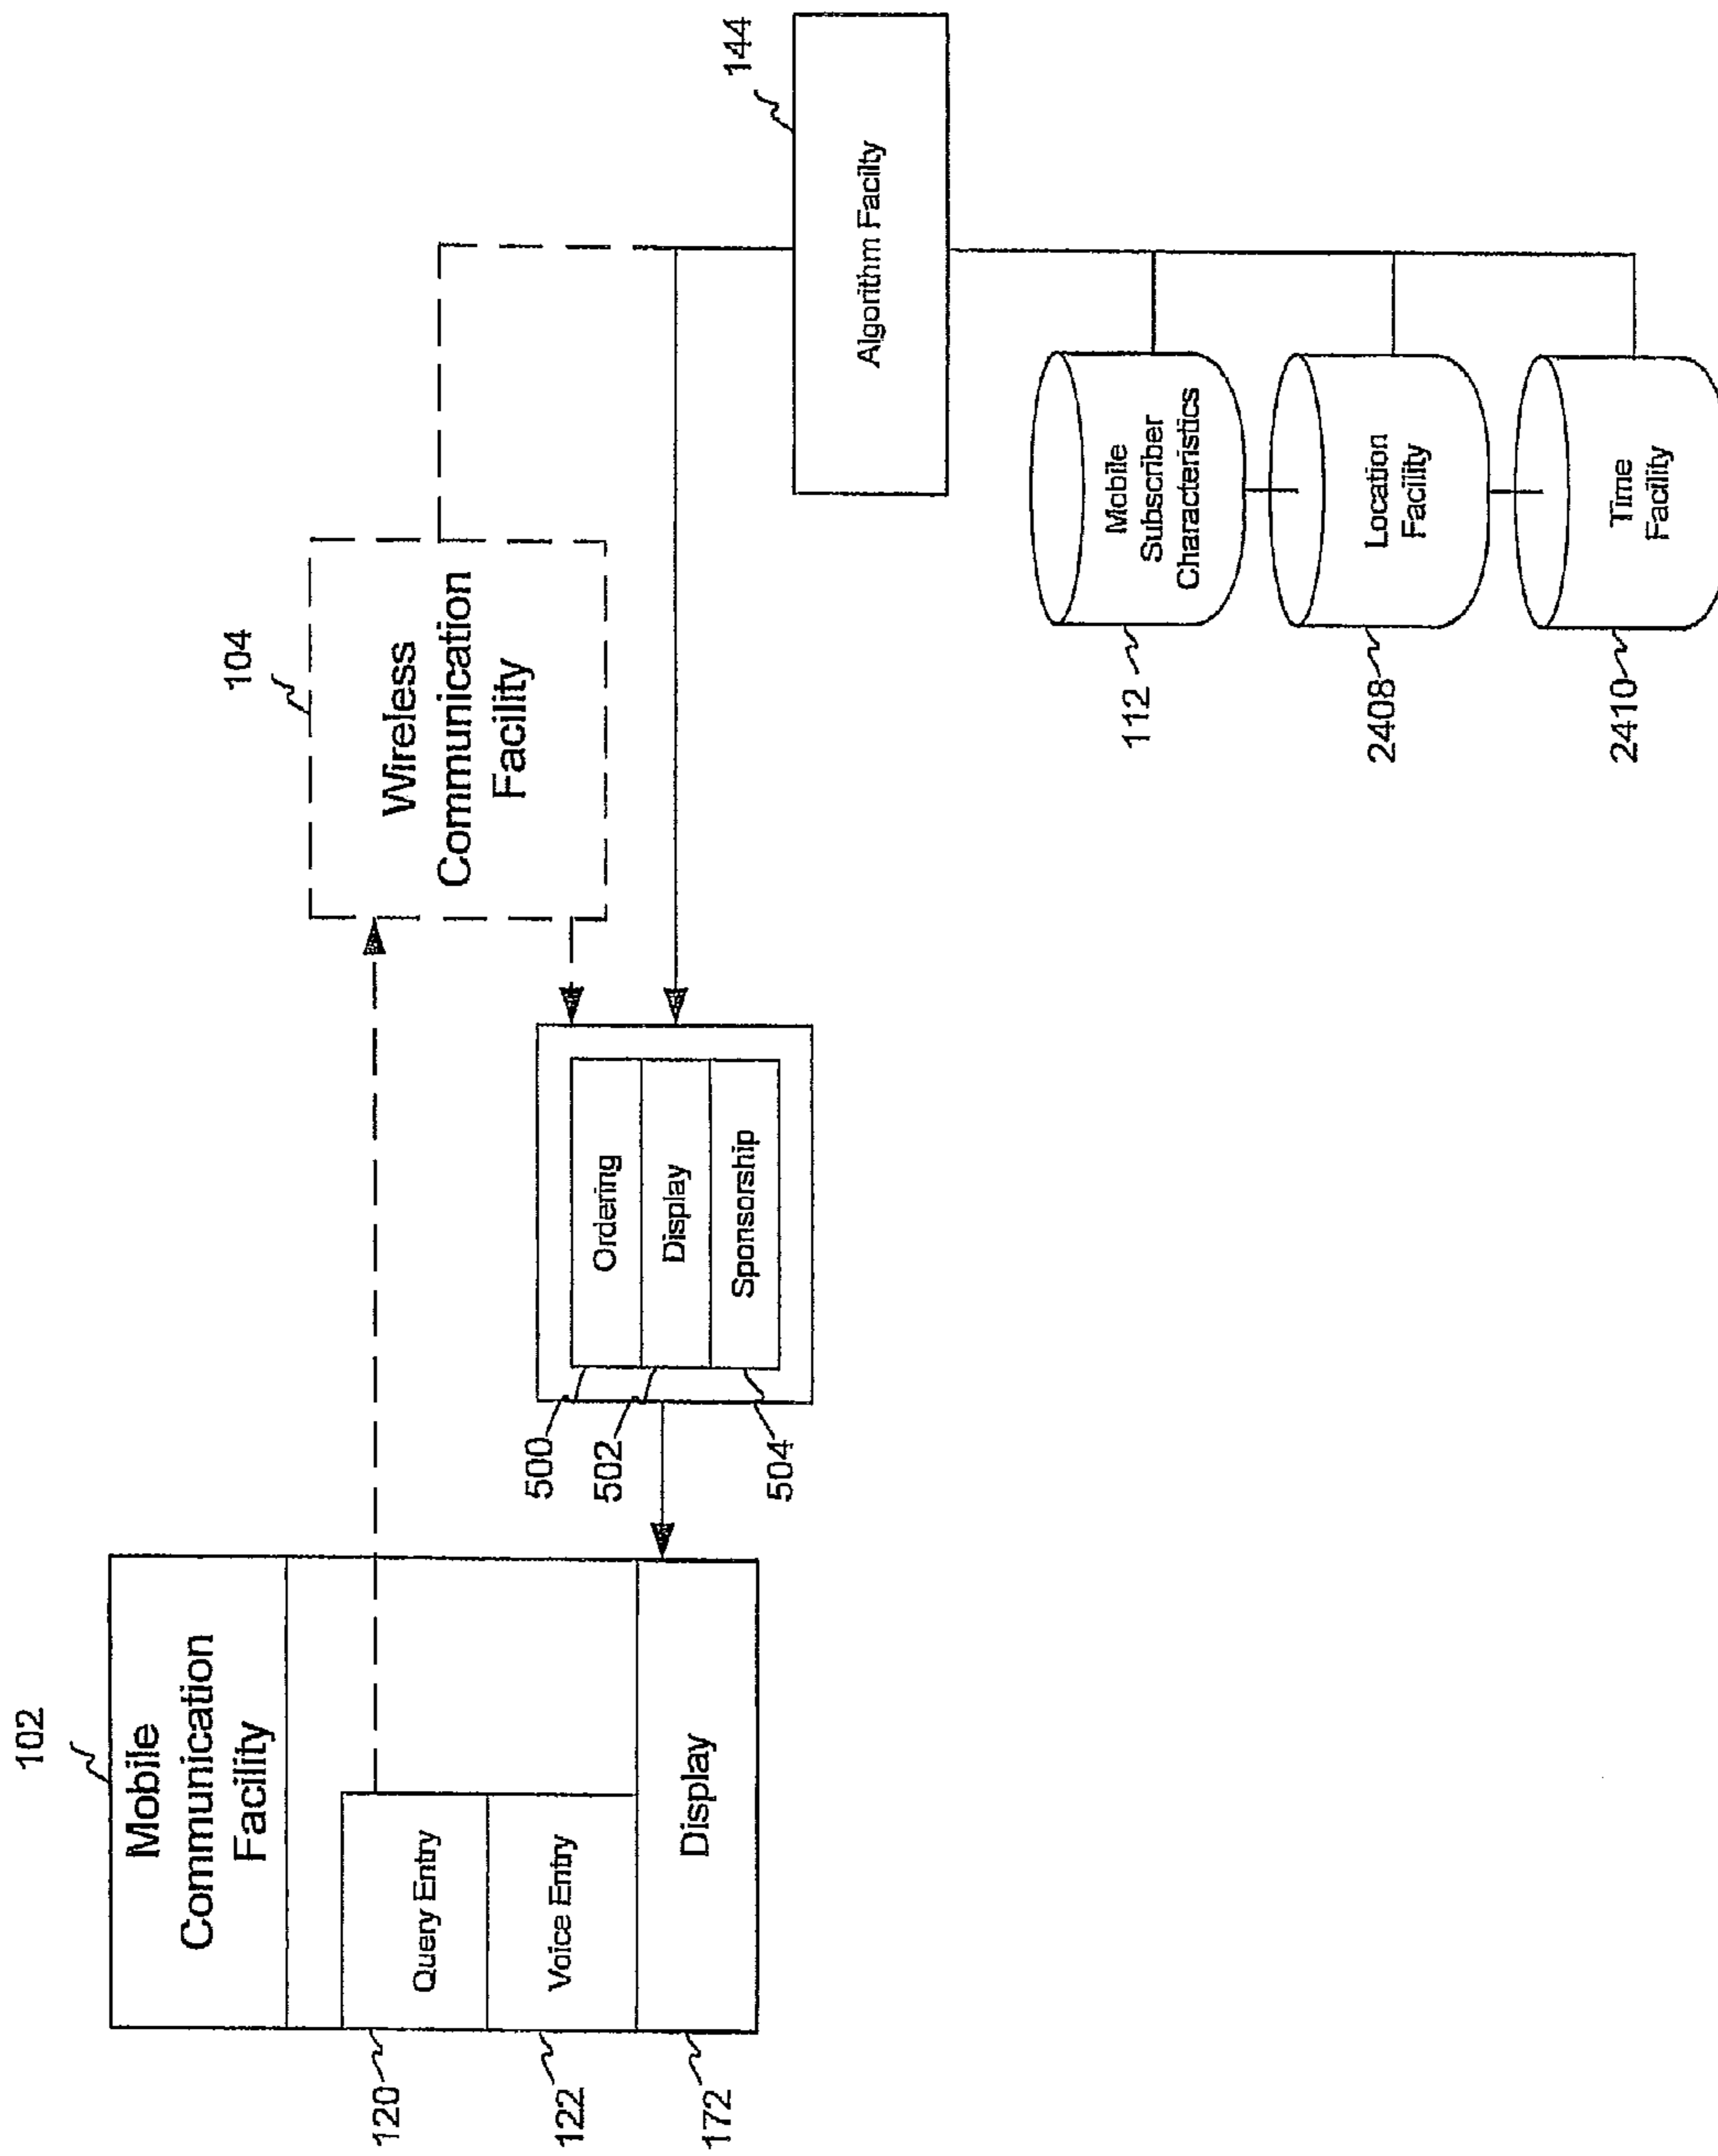 102
Mobile
Communication
Facility
Query Entry
Voice Entry
Display
120
122
172
500
502
504
Ordering
Display
Sponsorship
104
Wireless
Communication
Facility
144
Algorithm Facilty
Mobile
Subscriber
Characteristics
Location
Facility
Time
Facility
112
2408
2410